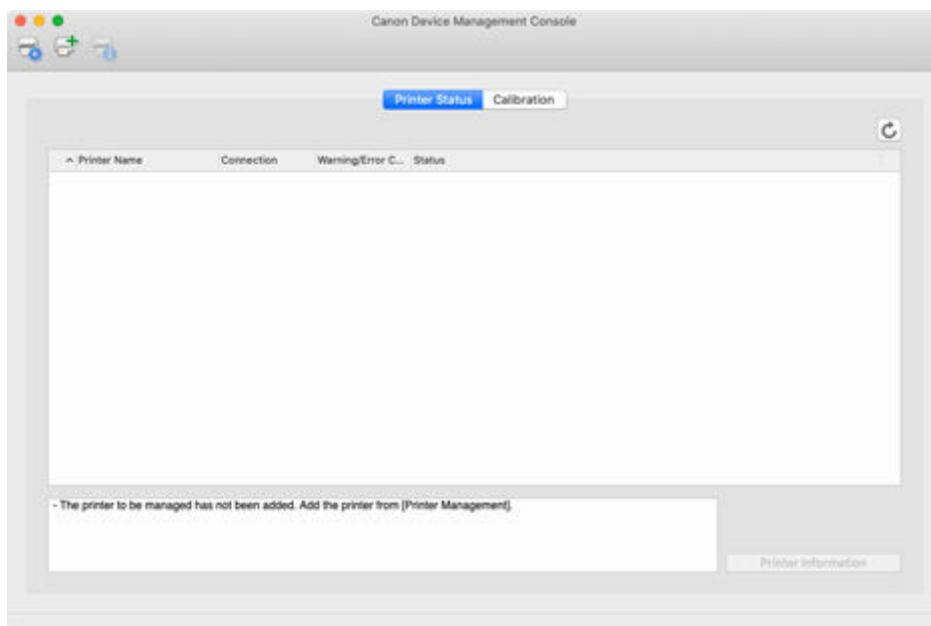 Canon Device Management Console
Printer Status Calibration
Printer Name Connection Warning/Error C... Status
- The printer to be managed has not been added. Add the printer from [Printer Management].
Printer Information